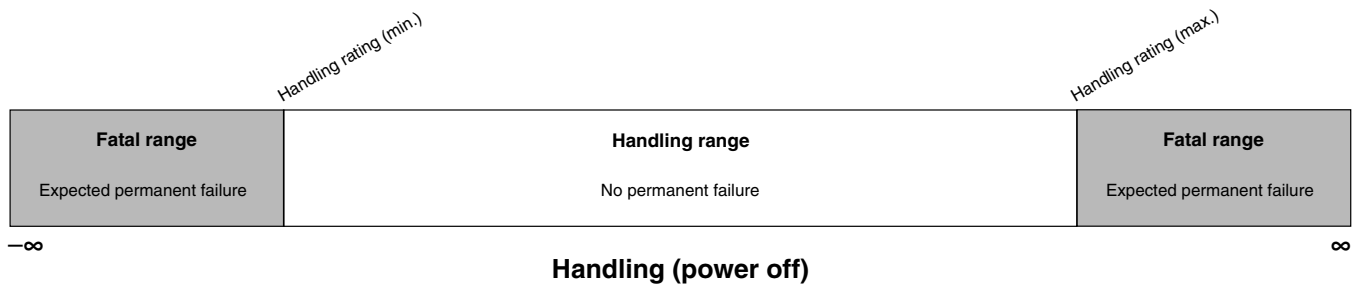 Handling rating (min.)
Handling rating (max.)
Fatal range
Handling range
Fatal range
Expected permanent failure
No permanent failure
Expected permanent failure
–∞
∞
Handling (power off)